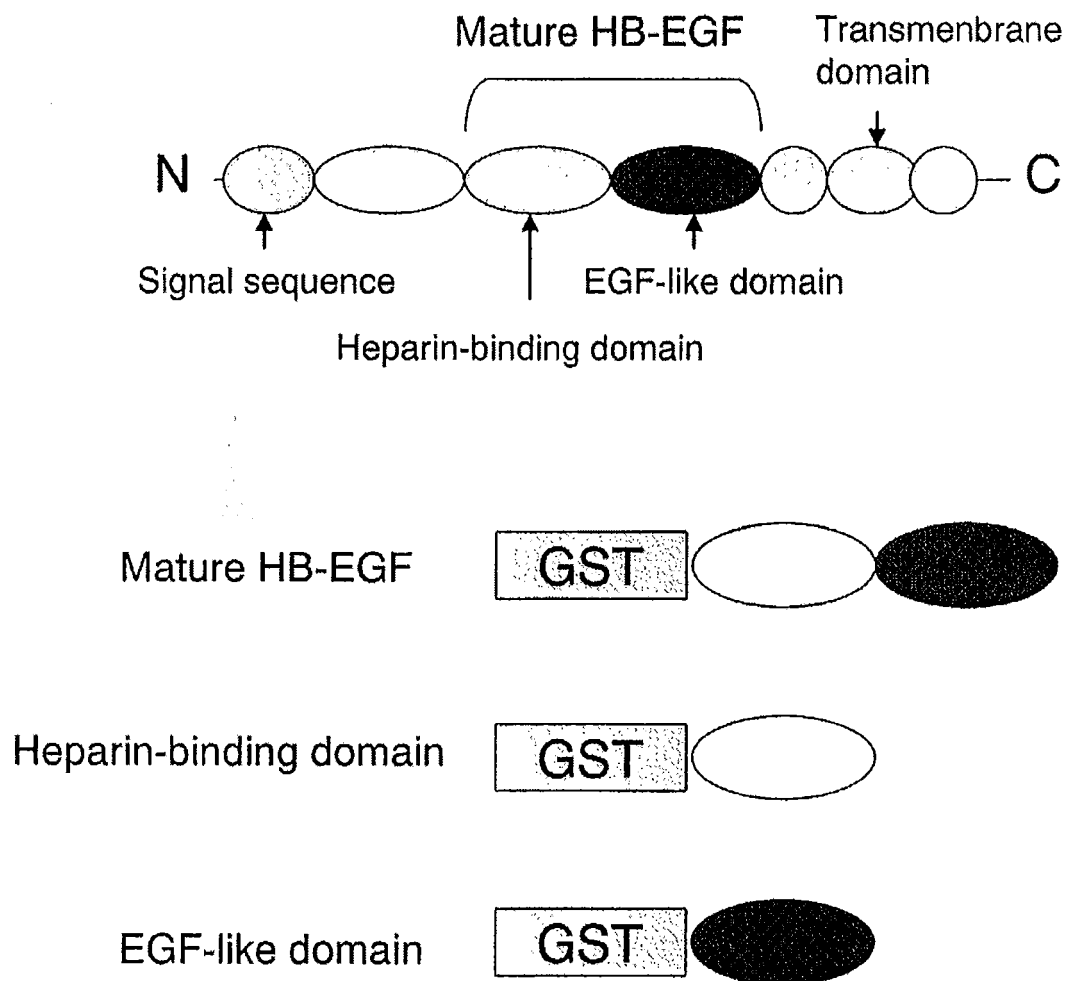 Mature HB-EGF
Transmenbrane
domain
N
C
Signal sequence
EGF-like domain
Heparin-binding domain
Mature HB-EGF
GST
Heparin-binding domain
GST
EGF-like domain
GST